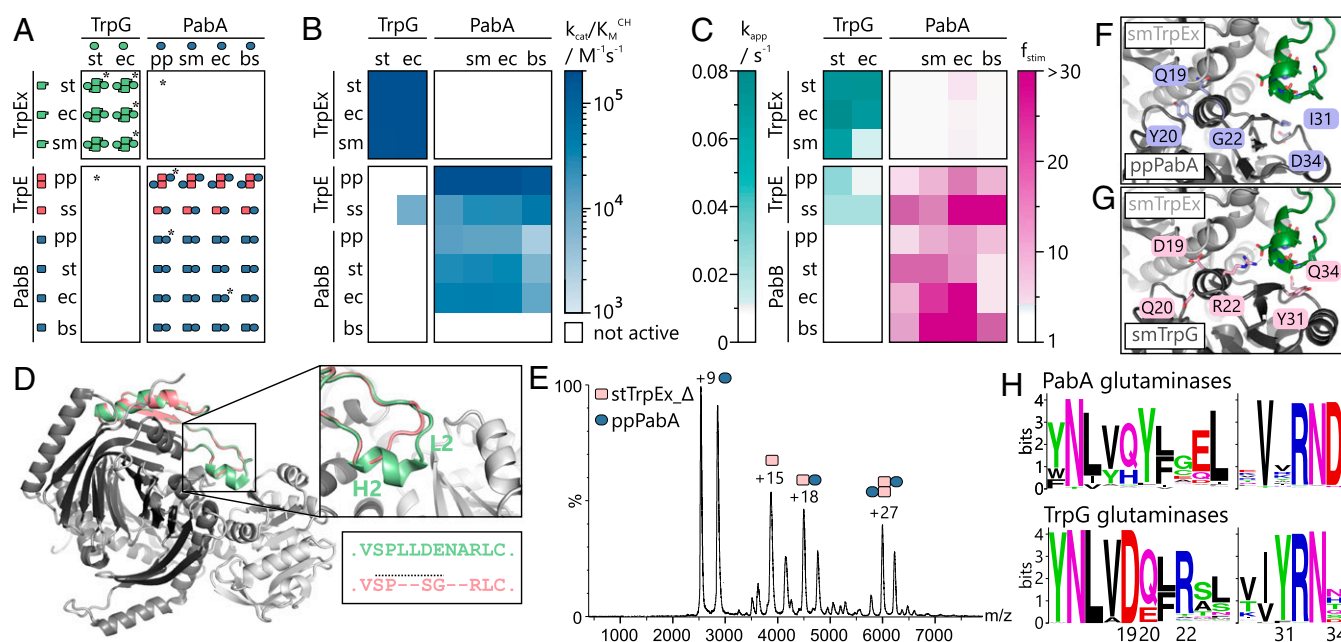 A
TrpG
PabA
st ec pp sm ec bs
TrpEx
st
ec
sm
TrpE
pp
ss
PabB
pp
st
ec
bs
* * * * * * * *
B
TrpG
PabA
st ec sm ec bs
TrpEx
st
ec
sm
TrpE
pp
ss
PabB
pp
st
ec
bs
kcat/KM^CH
/ M⁻¹s⁻¹
10⁵
10⁴
10³
not active
C
kapp
/ s⁻¹
0.08
0.06
0.04
0.02
0
TrpG
PabA
st ec sm ec bs
TrpEx
st
ec
sm
TrpE
pp
ss
PabB
pp
st
ec
bs
fstim
>30
20
10
1
D
L2
H2
.VSPLLDENARLC.
.VSP--SG--RLC.
E
100
%
0
stTrpEx_Δ
ppPabA
+9
+15
+18
+27
1000 2000 3000 4000 5000 6000 7000
m/z
F
smTrpEx
Q19
Y20
G22
I31
D34
ppPabA
G
smTrpEx
D19
Q20
R22
Q34
Y31
smTrpG
H
PabA glutaminases
bits
4
3
2
1
0
YNLVQYLGEL VVRND
TrpG glutaminases
bits
4
3
2
1
0
YNLVDQLRSL VIYRNN
19 20 22 31 34